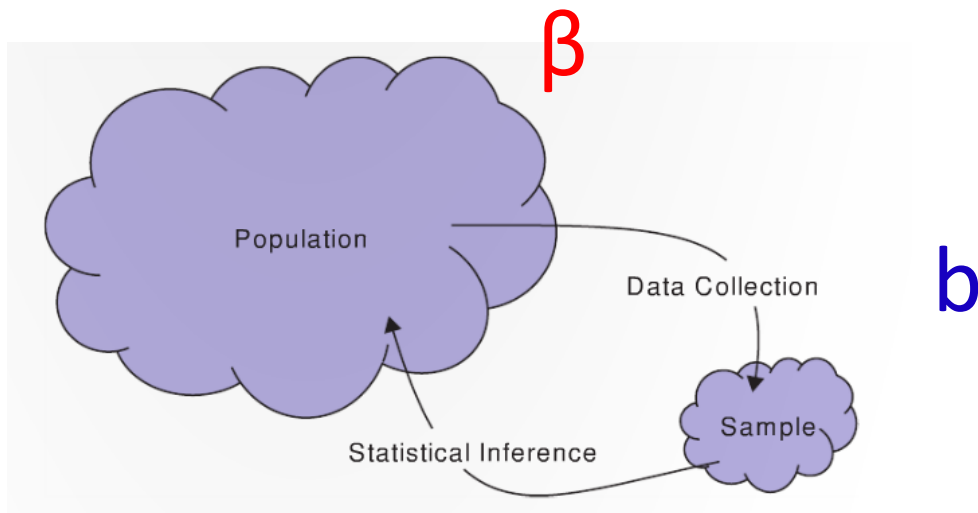 β
Population
Data Collection
b
Sample
Statistical Inference